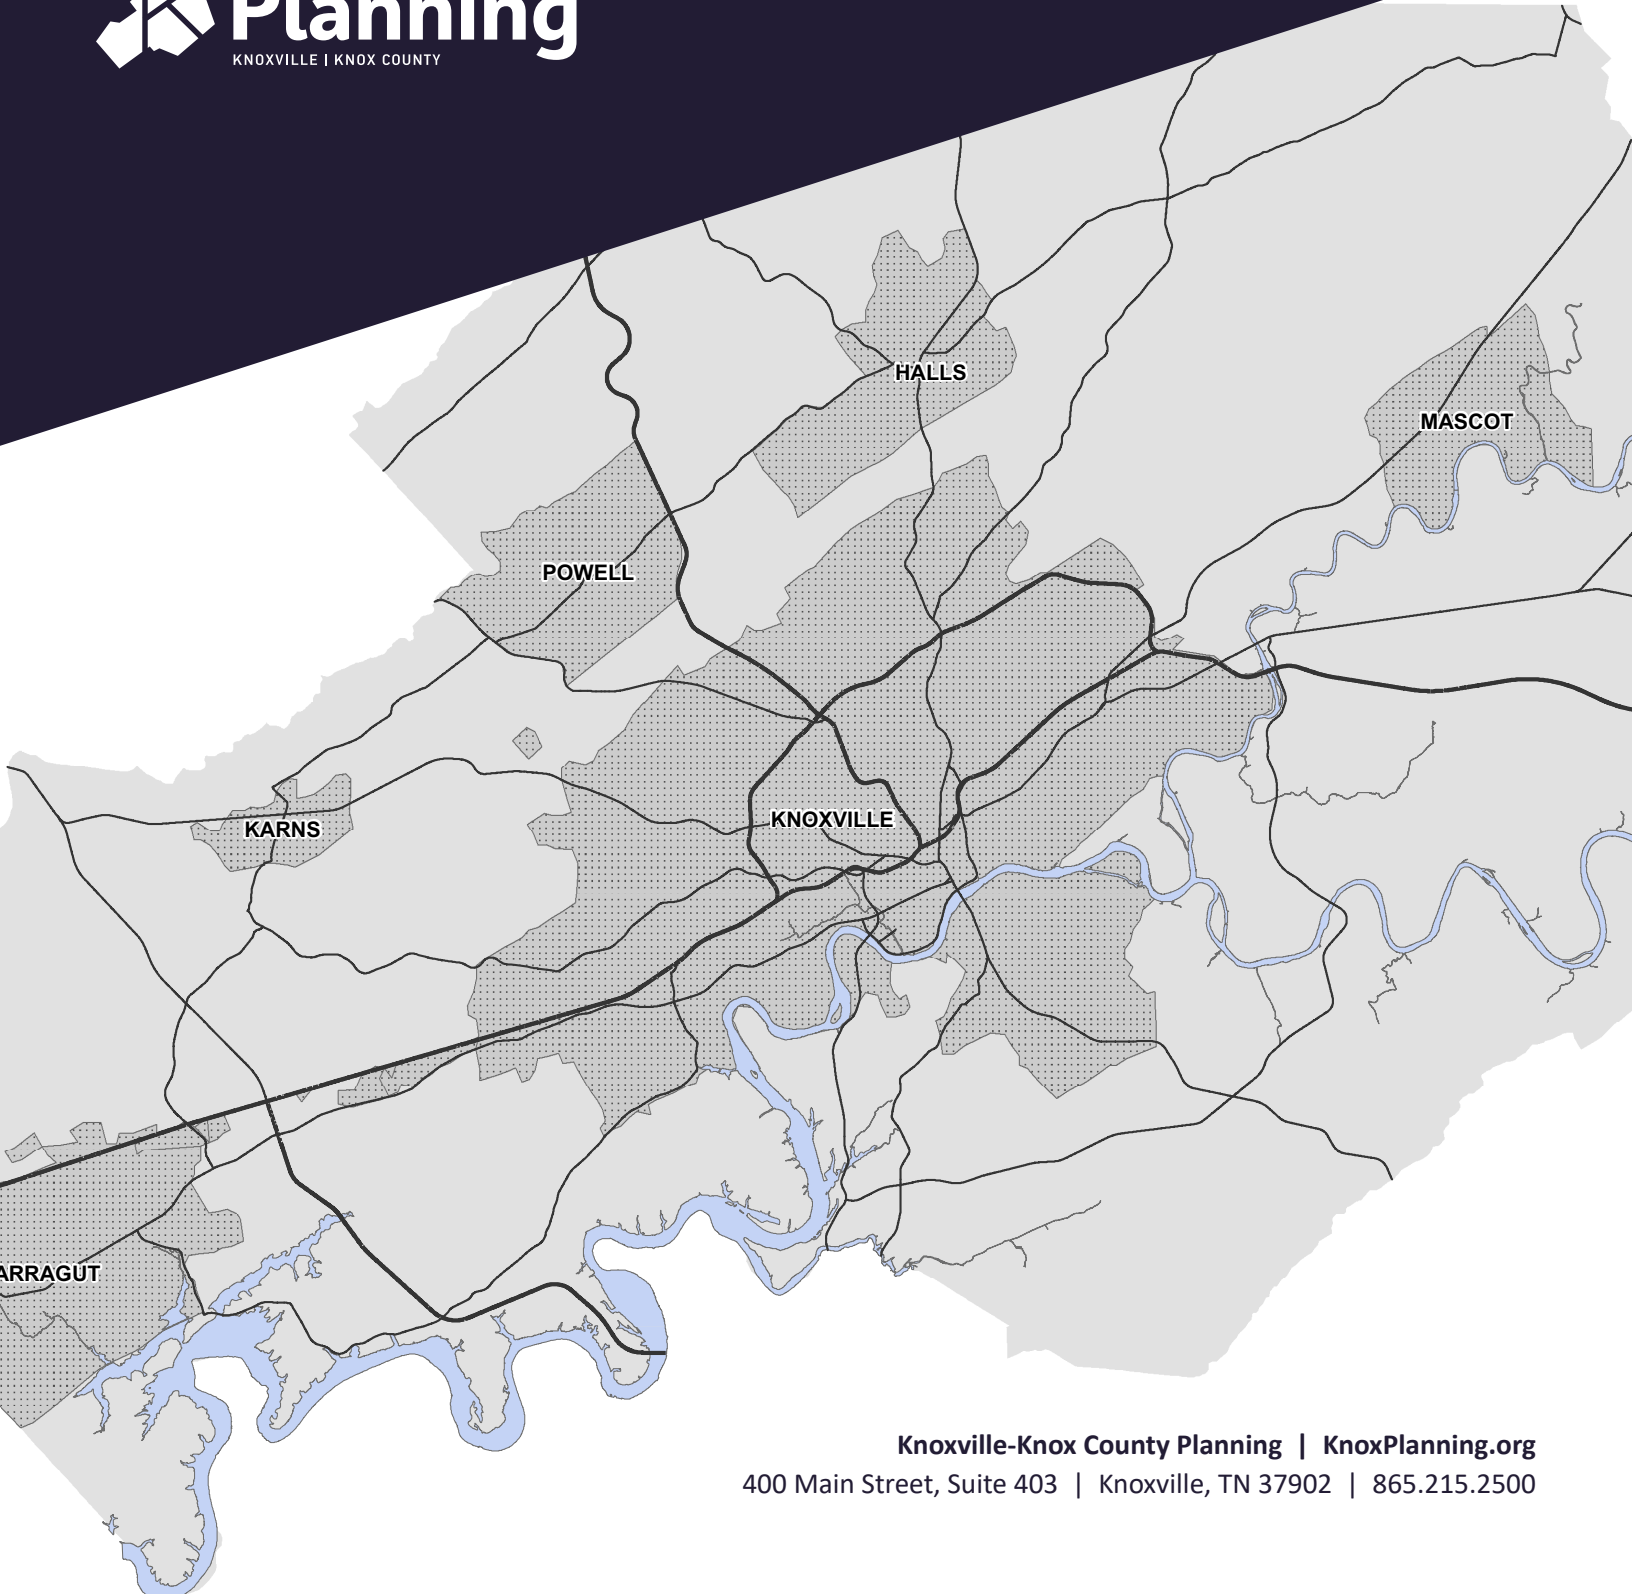 Planning
KNOXVILLE | KNOX COUNTY
HALLS
MASCOT
POWELL
KNOXVILLE
KARNS
ARRAGUT
Knoxville-Knox County Planning | KnoxPlanning.org
400 Main Street, Suite 403 | Knoxville, TN 37902 | 865.215.2500